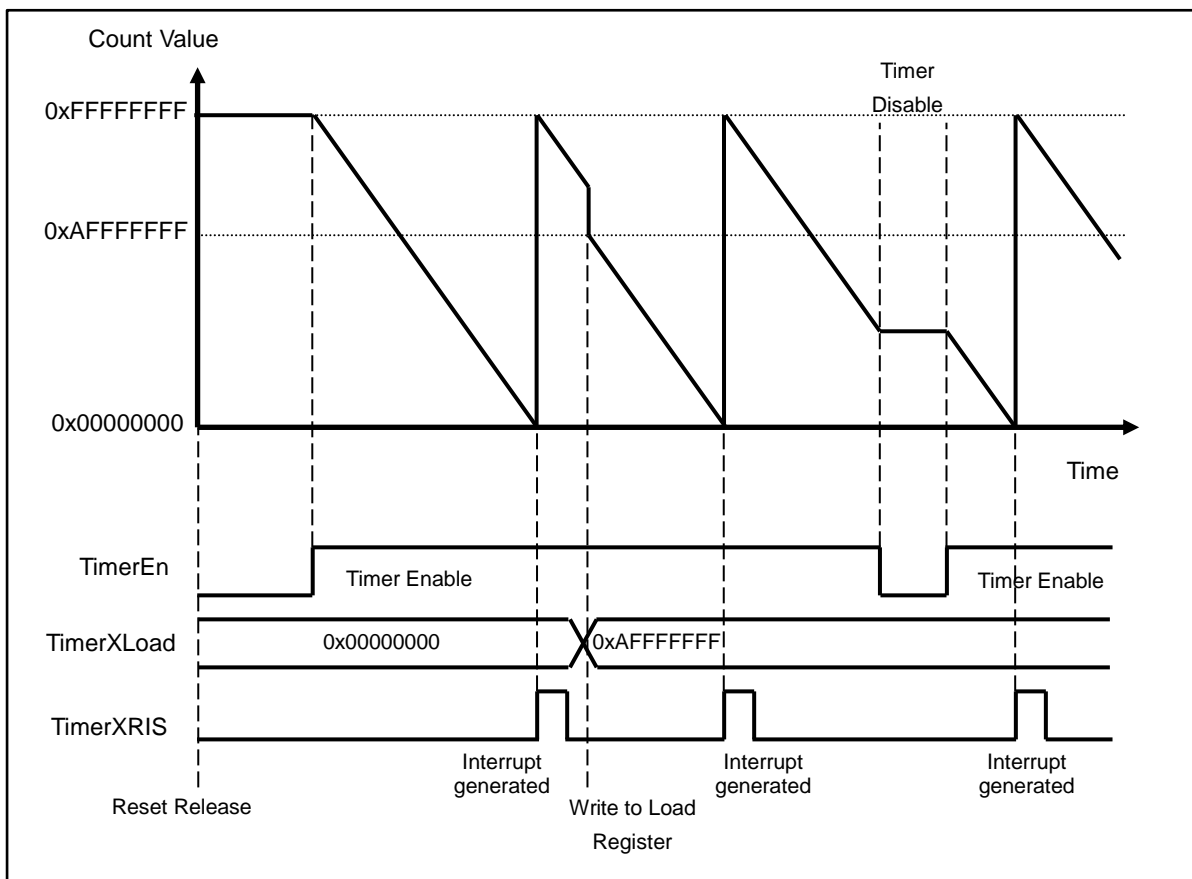 Count Value
Timer
Disable
0xFFFFFFFF
0xAFFFFFFF
0x00000000
Time
TimerEn
Timer Enable
Timer Enable
TimerXLoad
0x00000000
0xAFFFFFFF
TimerXRIS
Interrupt
generated
Interrupt
generated
Interrupt
generated
Reset Release
Write to Load
Register